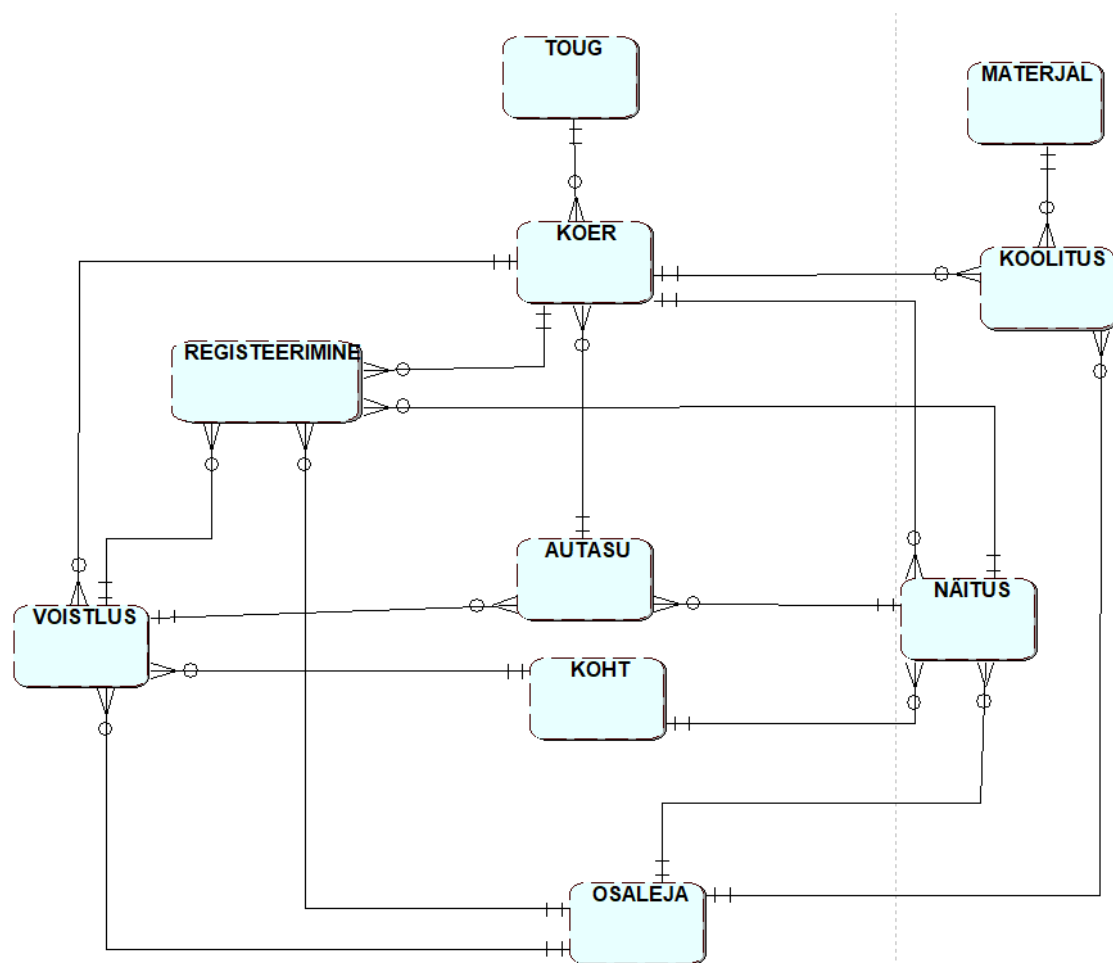 TOUG
MATERJAL
KOER
KOOLITUS
REGISTEERIMINE
AUTASU
NÄITUS
VOISTLUS
KOHT
OSALEJA